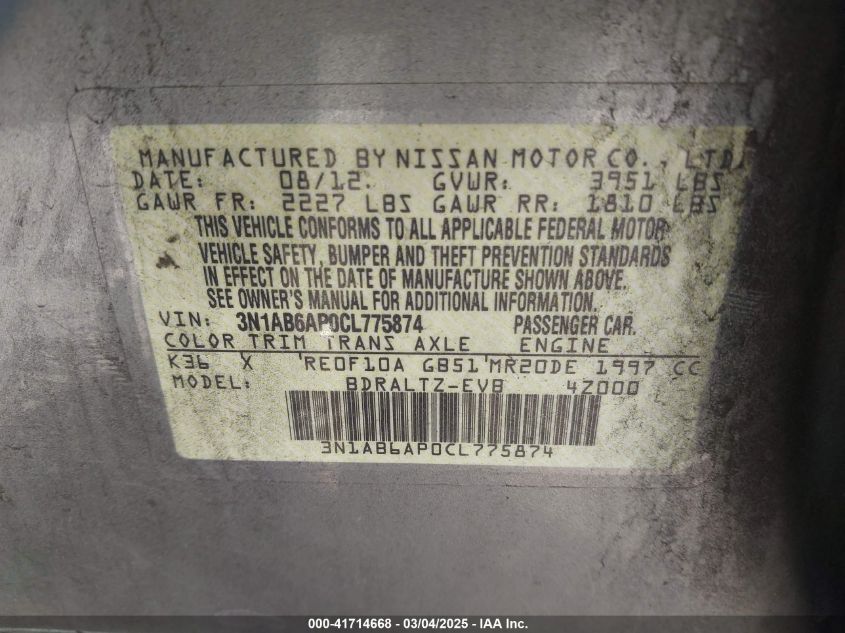 MANUFACTURED BY NISSAN MOTOR CO., LTD.
DATE: 08/12. GVWR: 3951 LBS
GAWR FR: 2227 LBS GAWR RR: 1810 LBS
THIS VEHICLE CONFORMS TO ALL APPLICABLE FEDERAL MOTOR
VEHICLE SAFETY, BUMPER AND THEFT PREVENTION STANDARDS
IN EFFECT ON THE DATE OF MANUFACTURE SHOWN ABOVE.
SEE OWNER'S MANUAL FOR ADDITIONAL INFORMATION.
VIN: 3N1AB6AP0CL775874 PASSENGER CAR.
COLOR TRIM TRANS AXLE ENGINE
K36 X RE0F10A GB51 MR20DE 1997 CC
MODEL: BDRALTZ-EVB 4Z000
3N1AB6AP0CL775874
000-41714668 - 03/04/2025 - IAA Inc.